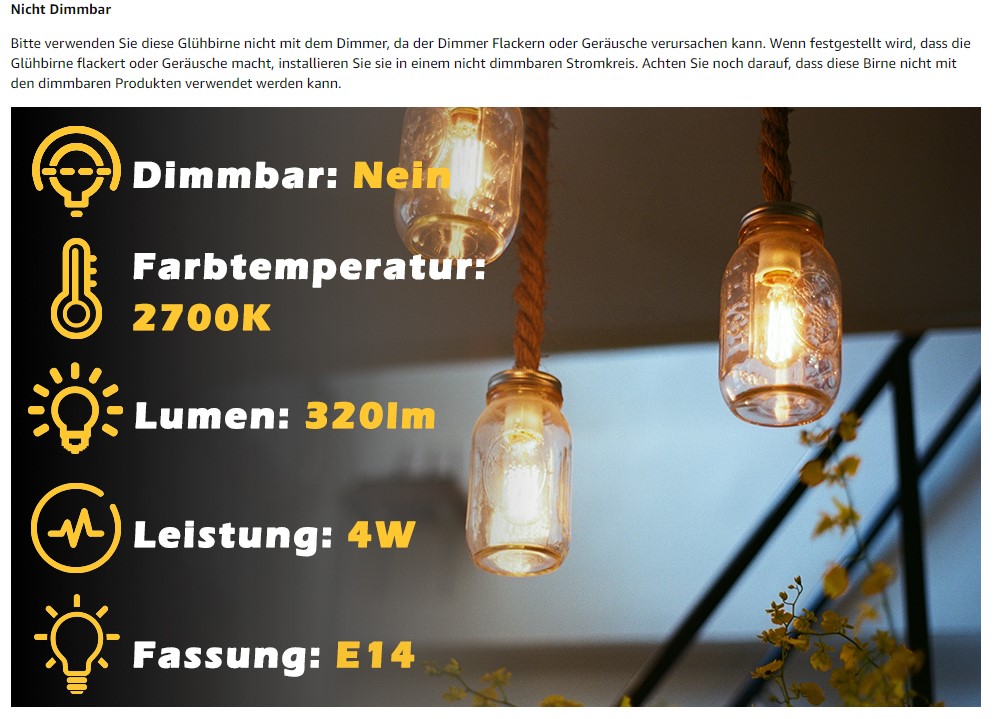 Nicht Dimmbar
Bitte verwenden Sie diese Glühbirne nicht mit dem Dimmer, da der Dimmer Flackern oder Geräusche verursachen kann. Wenn festgestellt wird, dass die
Glühbirne flackert oder Geräusche macht, installieren Sie sie in einem nicht dimmbaren Stromkreis. Achten Sie noch darauf, dass diese Birne nicht mit
den dimmbaren Produkten verwendet werden kann.
Dimmbar: Nein
Farbtemperatur:
2700K
Lumen: 320lm
Leistung: 4W
Fassung: E14